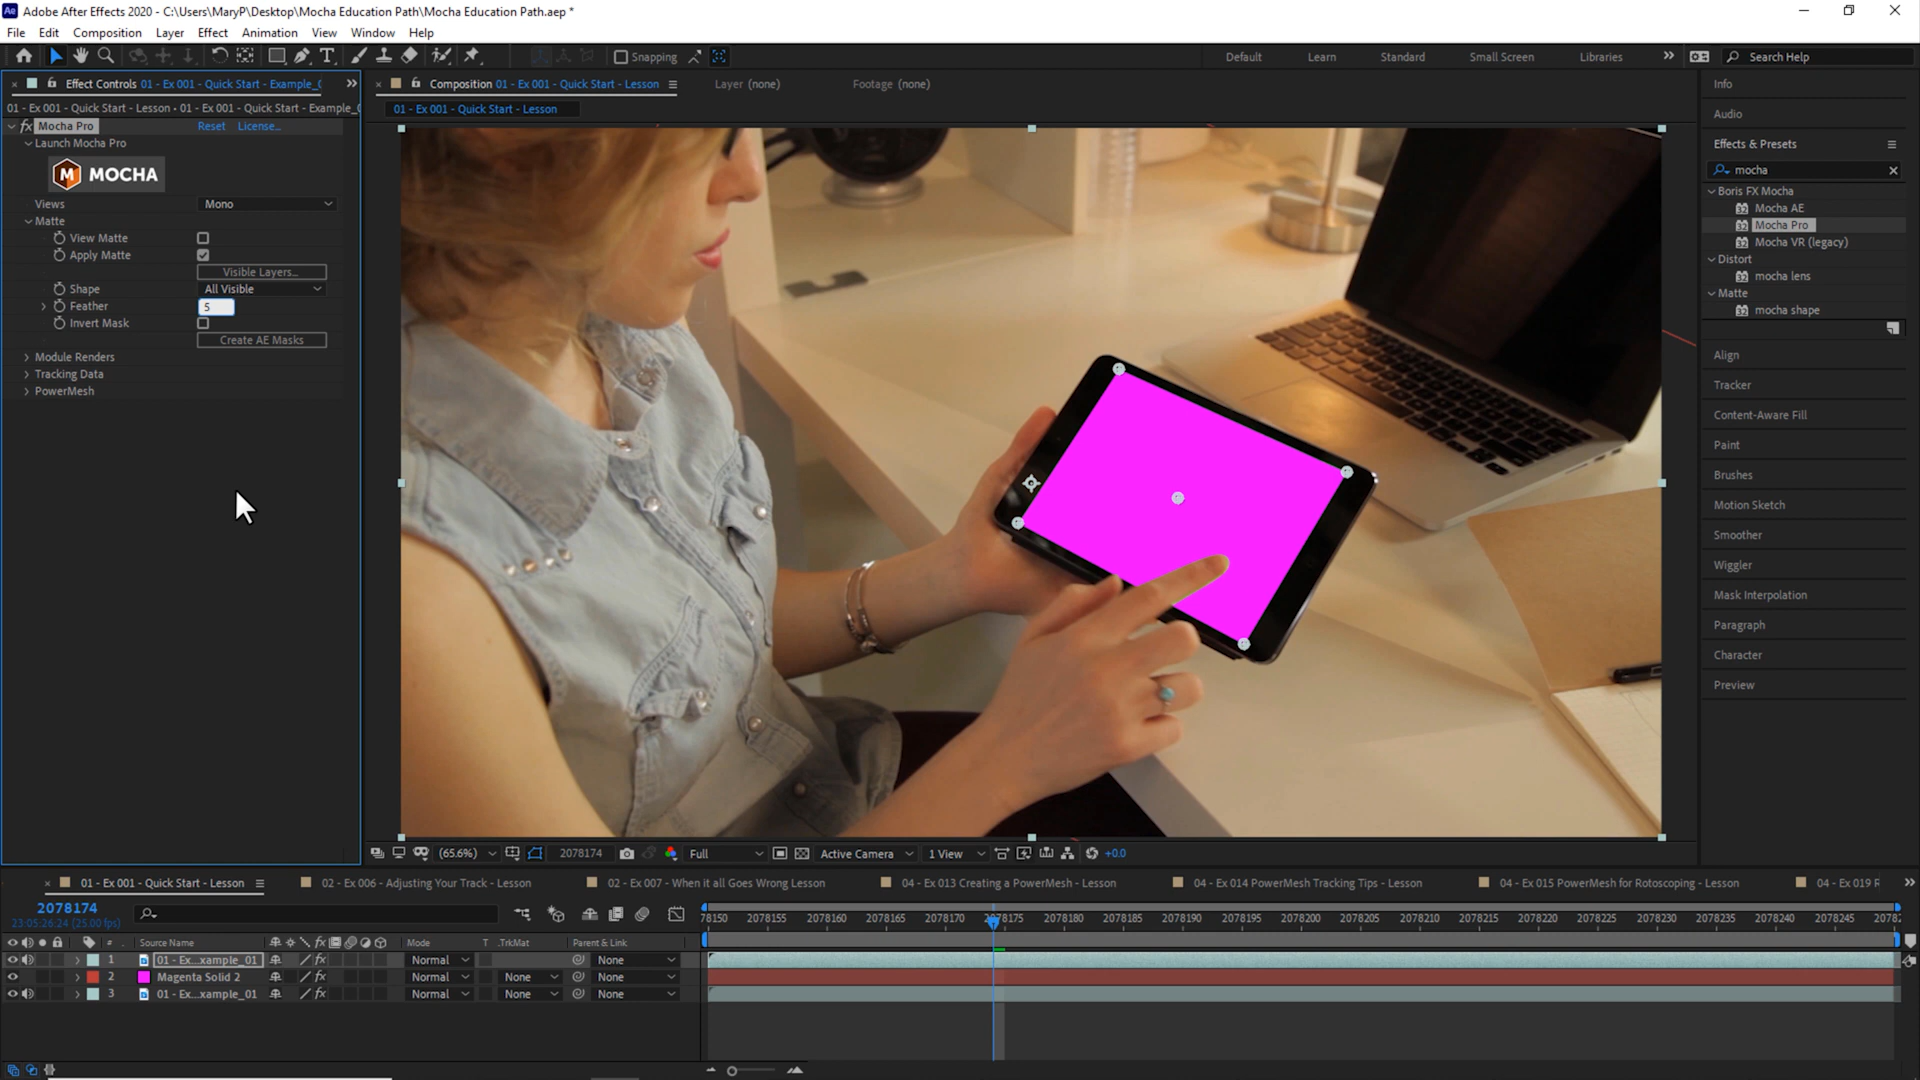 Adobe After Effects 2020 - C:\Users\MaryP\Desktop\Mocha Education Path\Mocha Education Path.aep *
File Edit Composition Layer Effect Animation View Window Help
Snapping
Default Learn Standard Small Screen Libraries Search Help
Effect Controls 01 - Ex 001 - Quick Start - Example_
01 - Ex 001 - Quick Start - Lesson • 01 - Ex 001 - Quick Start - Example_
fx Mocha Pro Reset License...
Launch Mocha Pro
M MOCHA
Views Mono
Matte
View Matte
Apply Matte
Visible Layers...
Shape All Visible
Feather 5
Invert Mask
Create AE Masks
Module Renders
Tracking Data
PowerMesh
Composition 01 - Ex 001 - Quick Start - Lesson Layer (none) Footage (none)
01 - Ex 001 - Quick Start - Lesson
(65.6%) 2078174 Full Active Camera 1 View +0.0
Info
Audio
Effects & Presets
mocha
Boris FX Mocha
Mocha AE
Mocha Pro
Mocha VR (legacy)
Distort
mocha lens
Matte
mocha shape
Align
Tracker
Content-Aware Fill
Paint
Brushes
Motion Sketch
Smoother
Wiggler
Mask Interpolation
Paragraph
Character
Preview
01 - Ex 001 - Quick Start - Lesson 02 - Ex 006 - Adjusting Your Track - Lesson 02 - Ex 007 - When it all Goes Wrong Lesson 04 - Ex 013 Creating a PowerMesh - Lesson 04 - Ex 014 PowerMesh Tracking Tips - Lesson 04 - Ex 015 PowerMesh for Rotoscoping - Lesson 04 - Ex 019 R
2078174
23:05:26:24 (25.00 fps)
78150 2078155 2078160 2078165 2078170 2078175 2078180 2078185 2078190 2078195 2078200 2078205 2078210 2078215 2078220 2078225 2078230 2078235 2078240 2078245 2078
# Source Name fx Mode T .TrkMat Parent & Link
1 01 - Ex...xample_01 fx Normal None
2 Magenta Solid 2 Normal None None
3 01 - Ex...xample_01 fx Normal None None